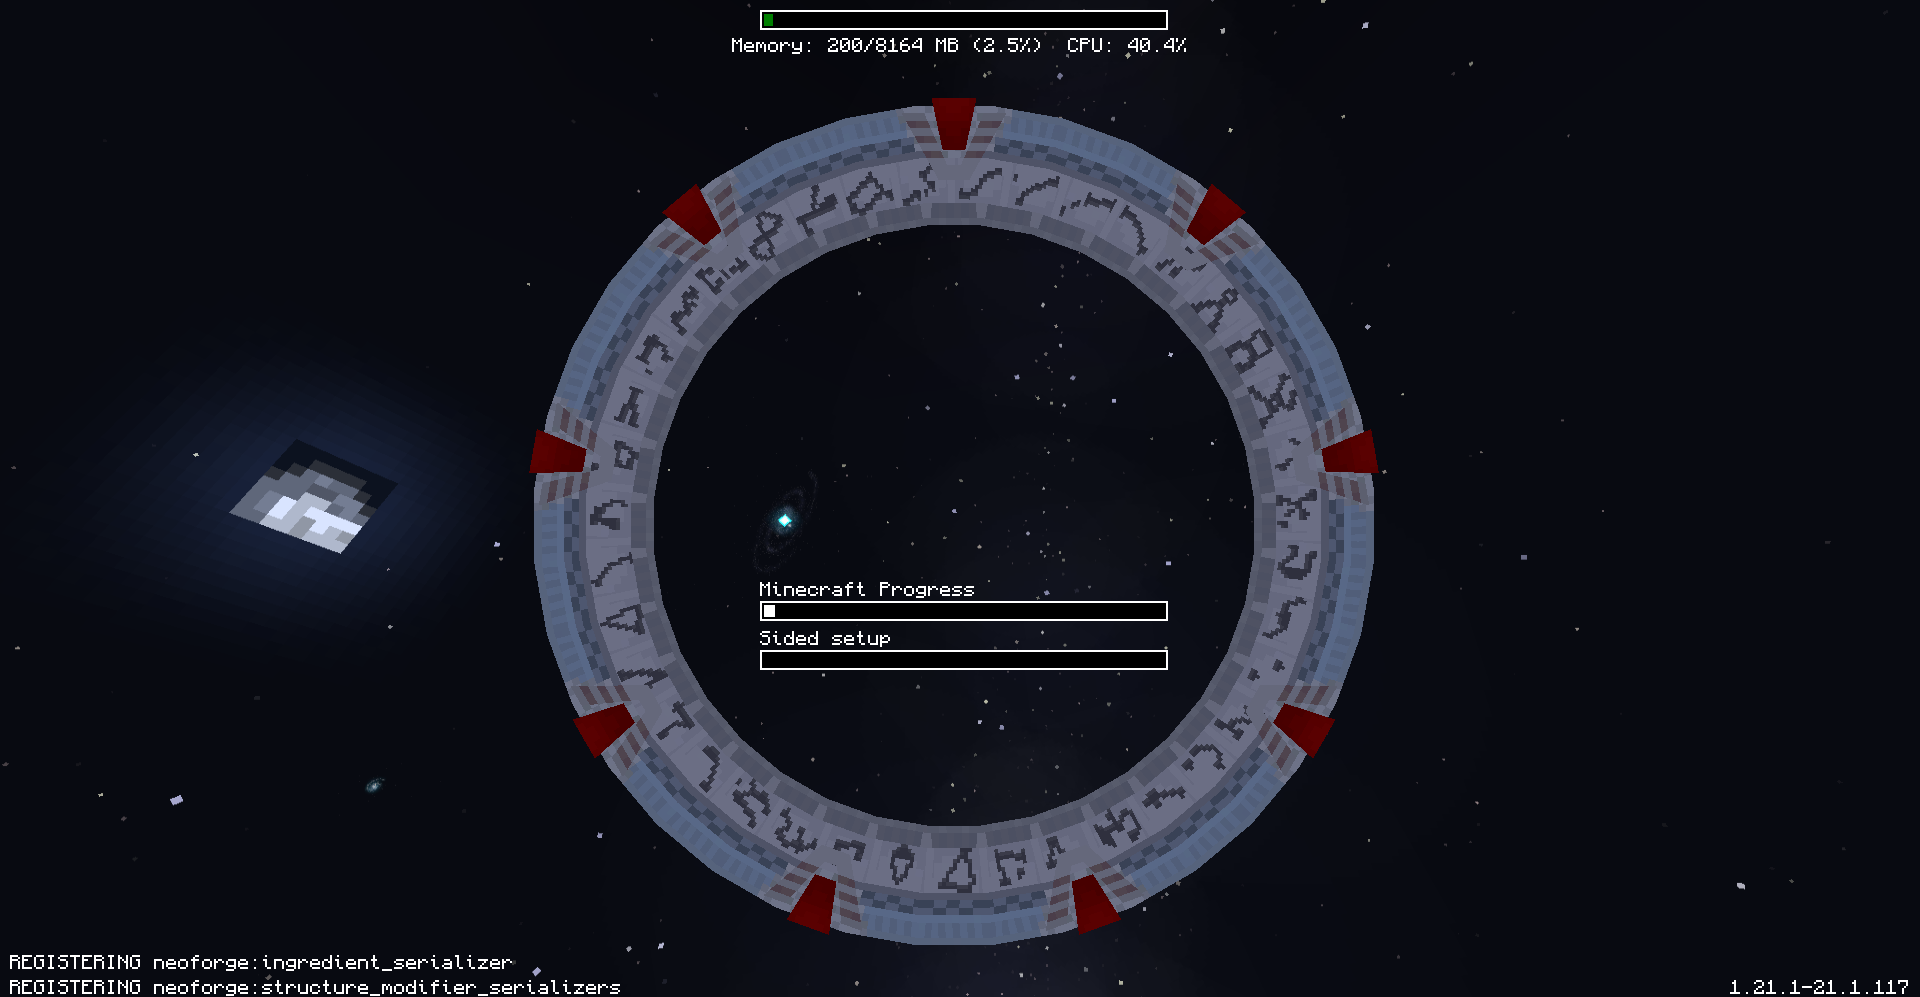 Memory: 200/8164 MB (2.5%)  CPU: 40.4%
Minecraft Progress
Sided setup
REGISTERING neoforge:ingredient_serializer
REGISTERING neoforge:structure_modifier_serializers
1.21.1-21.1.117